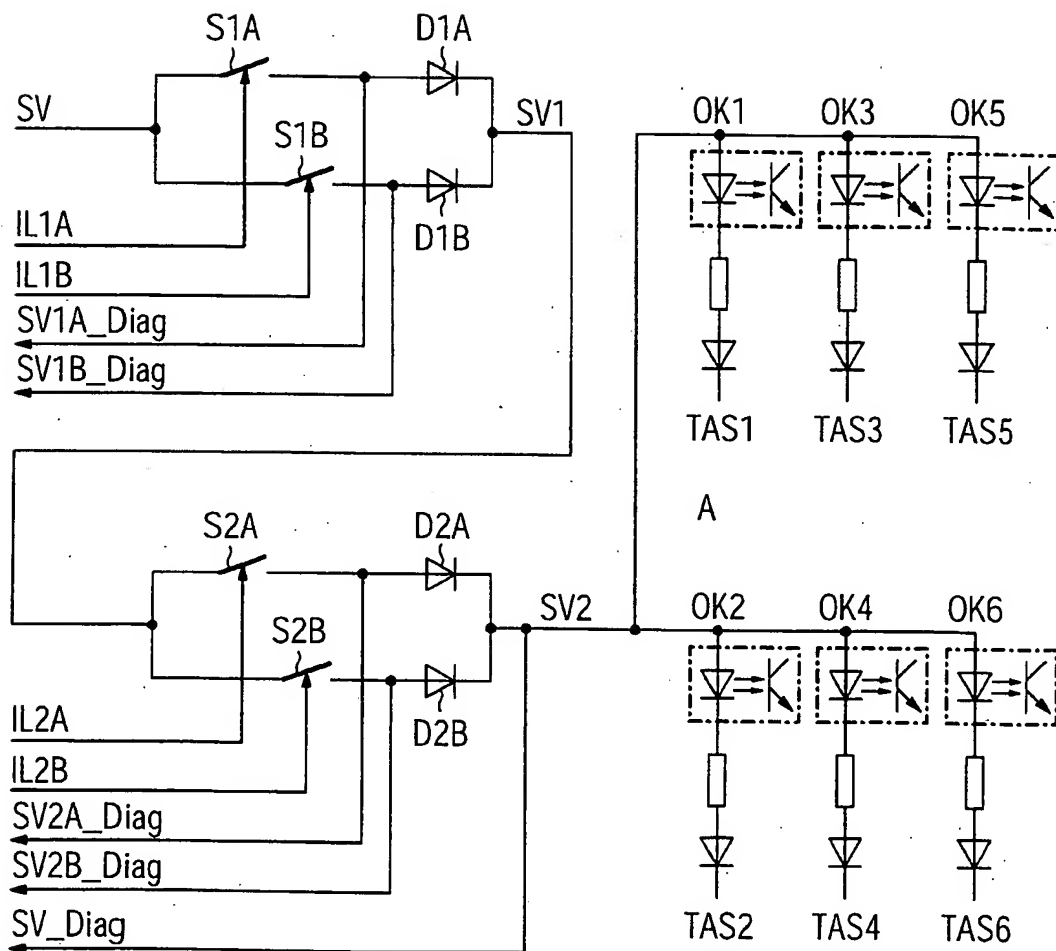 S1A
D1A
SV
SV1
S1B
IL1A
D1B
IL1B
SV1A_Diag
SV1B_Diag
OK1 OK3 OK5
TAS1 TAS3 TAS5
A
S2A
D2A
SV2
S2B
IL2A
D2B
IL2B
SV2A_Diag
SV2B_Diag
SV_Diag
OK2 OK4 OK6
TAS2 TAS4 TAS6